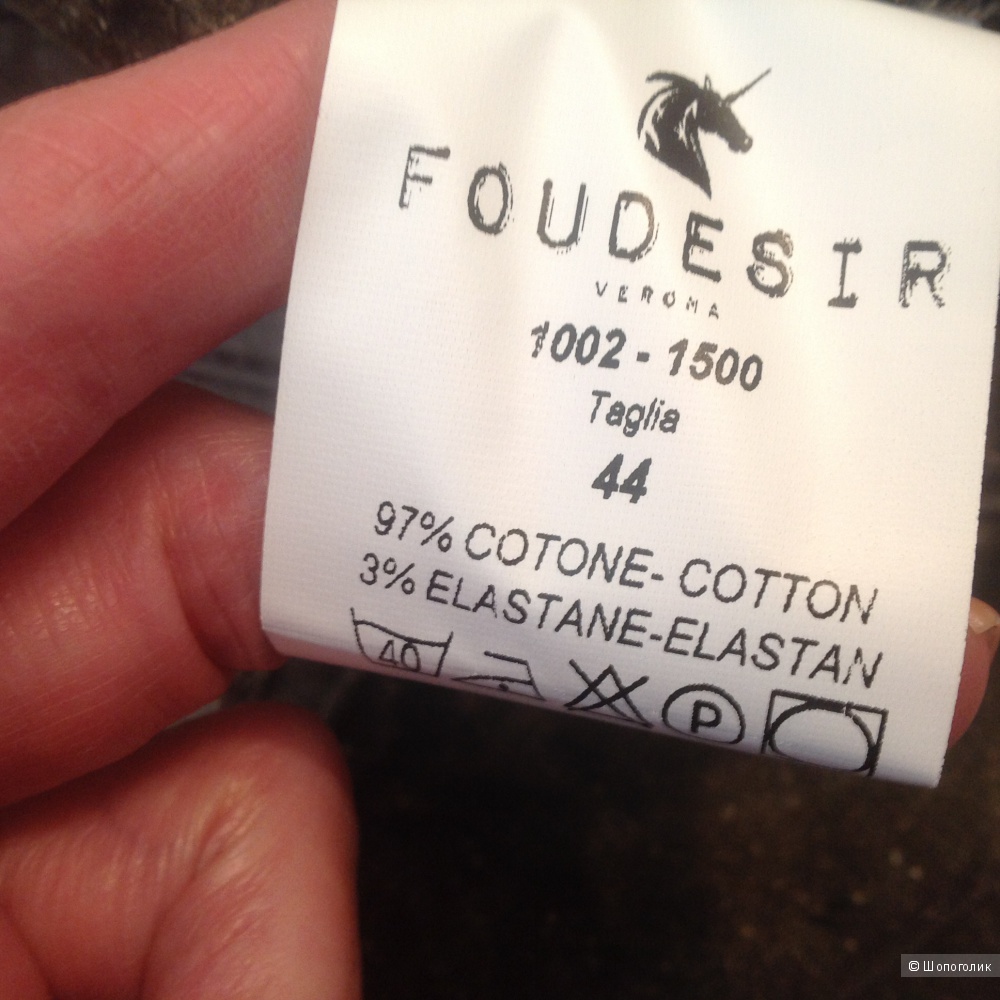 FOUDESIR
VERONA
1002 - 1500
Taglia
44
97% COTONE- COTTON
3% ELASTANE-ELASTAN
40
P
© Шопоголик